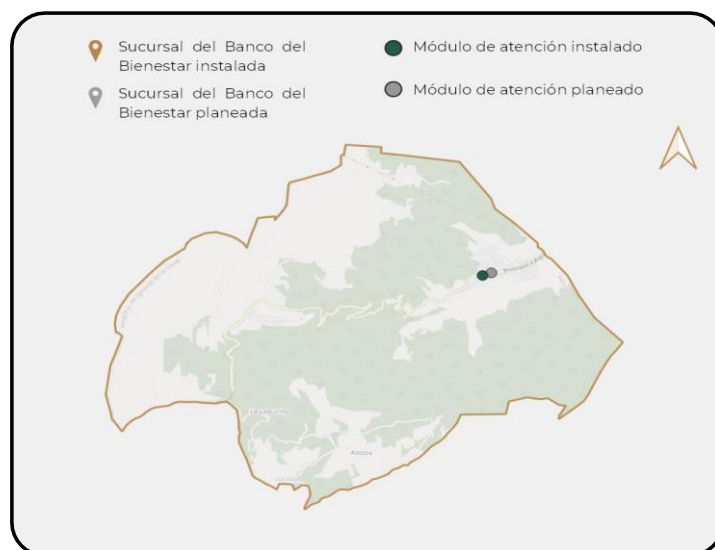 Sucursal del Banco del
Bienestar instalada
Sucursal del Banco del
Bienestar planeada
Módulo de atención instalado
Módulo de atención planeado